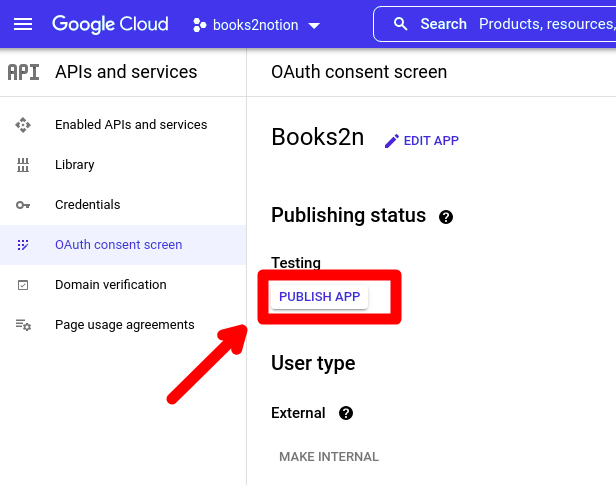 Google Cloud
books2notion
Search Products, resources,
API APIs and services
Enabled APIs and services
Library
Credentials
OAuth consent screen
Domain verification
Page usage agreements
OAuth consent screen
Books2n
EDIT APP
Publishing status ?
Testing
PUBLISH APP
User type
External ?
MAKE INTERNAL